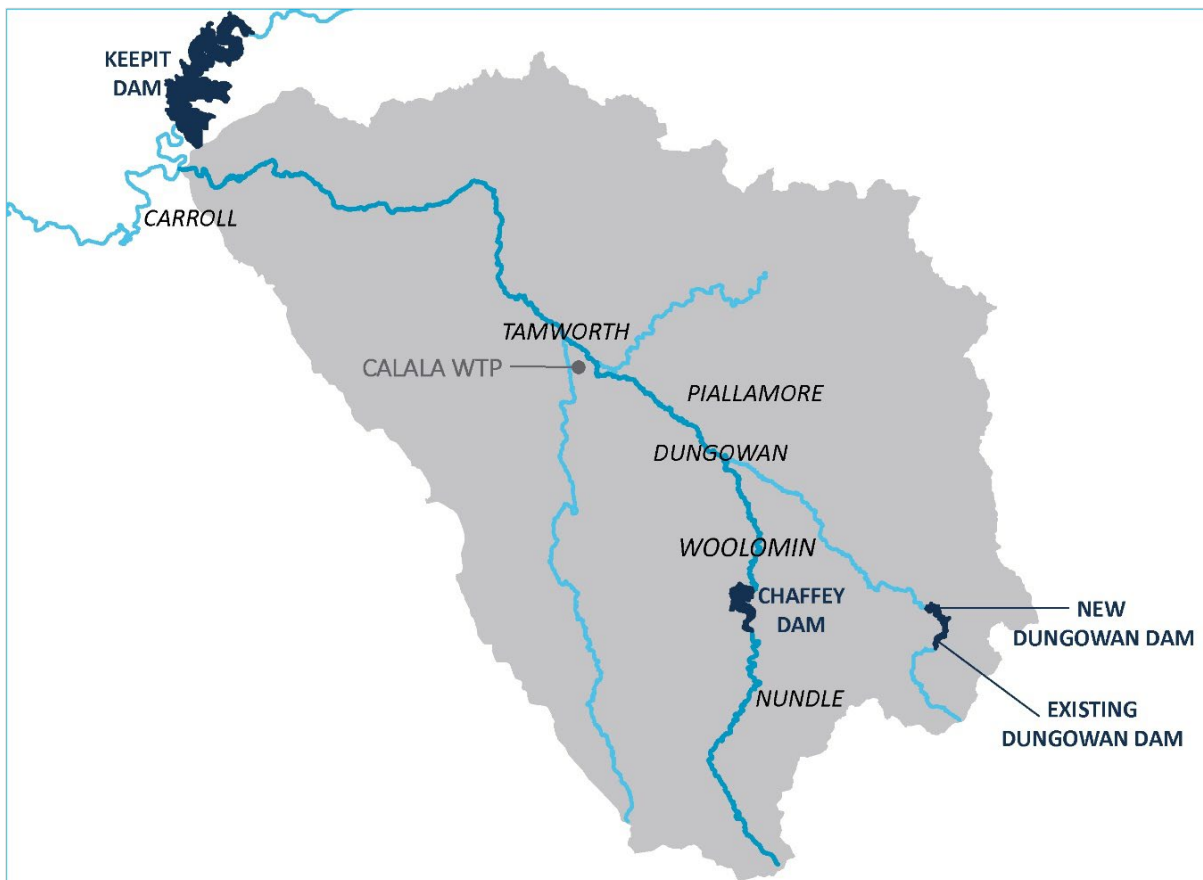 KEEPIT
DAM
CARROLL
TAMWORTH
CALALA WTP
PIALLAMORE
DUNGOWAN
WOOLOMIN
CHAFFEY
DAM
NEW
DUNGOWAN DAM
NUNDLE
EXISTING
DUNGOWAN DAM